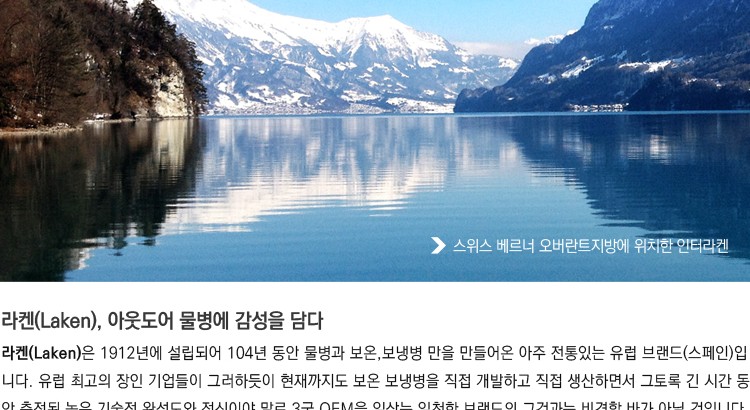 스위스 베르너 오버란트지방에 위치한 인터라켄
라켄(Laken), 아웃도어 물병에 감성을 담다
라켄(Laken)은 1912년에 설립되어 104년 동안 물병과 보온,보냉병 만을 만들어온 아주 전통있는 유럽 브랜드(스페인)입
니다. 유럽 최고의 장인 기업들이 그러하듯이 현재까지도 보온 보냉병을 직접 개발하고 직접 생산하면서 그토록 긴 시간 동
안 축적된 높은 기술적 완성도와 정신이야 말로 3국 OEM을 일삼는 일천한 브랜드의 그것과는 비견할 바가 아닌 것입니다.